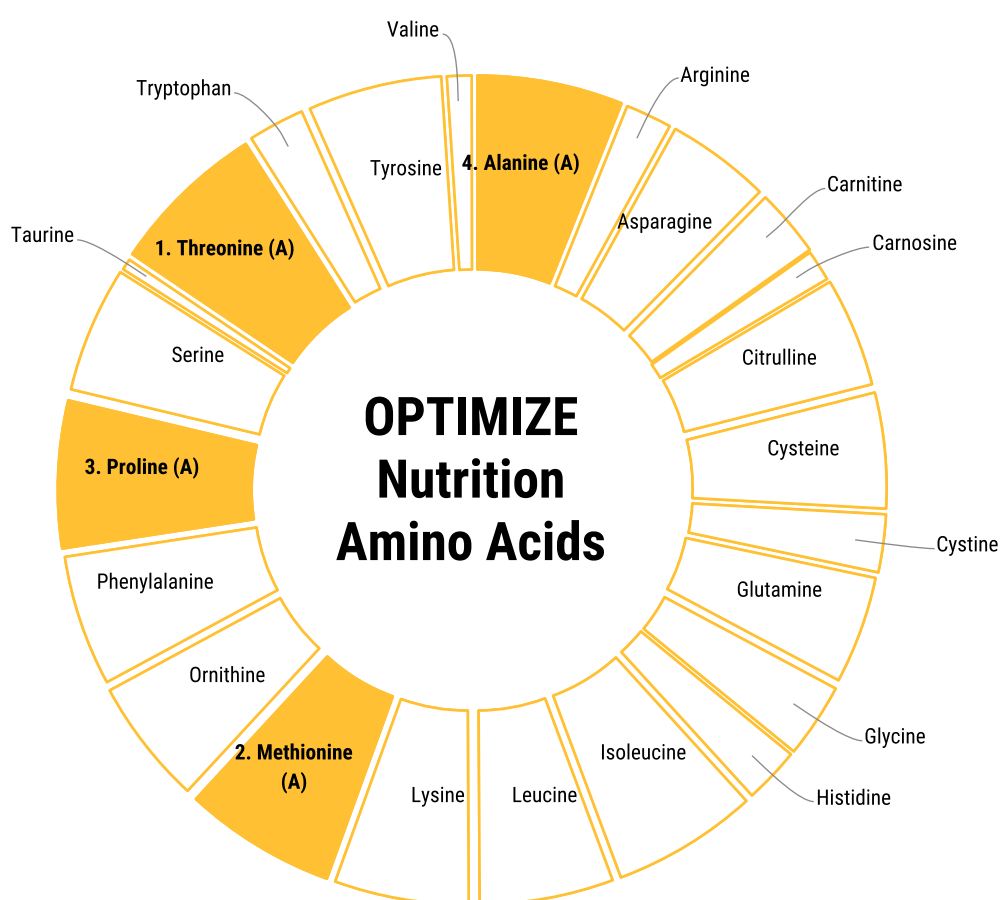 Valine
Arginine
Tryptophan
Tyrosine
4. Alanine (A)
Asparagine
Carnitine
Carnosine
Taurine
1. Threonine (A)
Serine
Citrulline
OPTIMIZE
Nutrition
Amino Acids
3. Proline (A)
Cysteine
Cystine
Phenylalanine
Glutamine
Ornithine
Glycine
2. Methionine
(A)
Isoleucine
Lysine
Leucine
Histidine